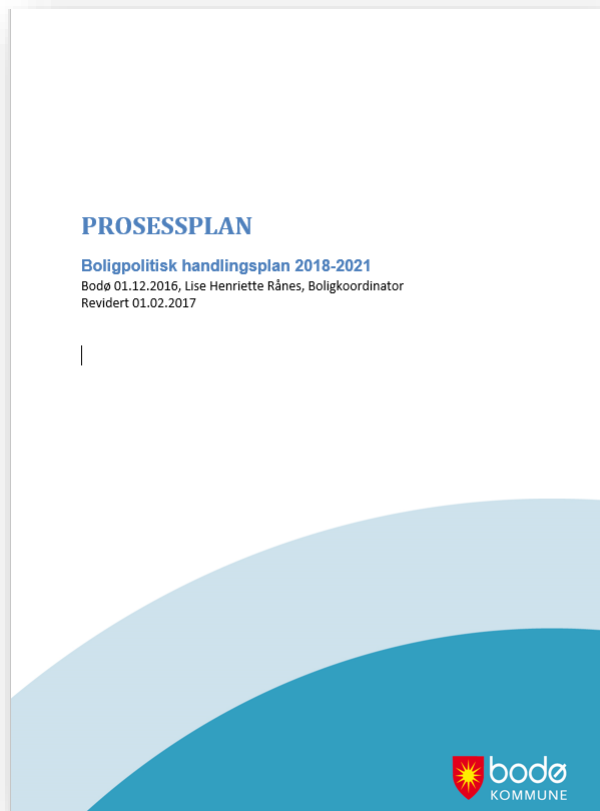 PROSESSPLAN
Boligpolitisk handlingsplan 2018-2021
Bodø 01.12.2016, Lise Henriette Rånes, Boligkoordinator
Revidert 01.02.2017
bodø
KOMMUNE